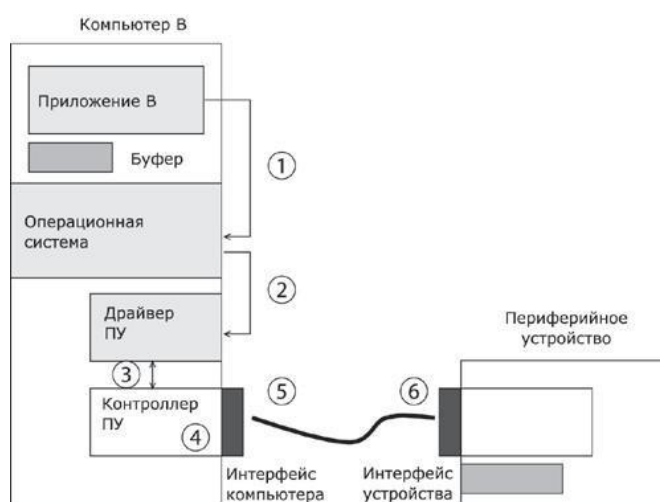 Компьютер В
Приложение В
Буфер
①
Операционная
система
②
Драйвер
ПУ
Периферийное
устройство
③
Контроллер
ПУ
④
⑤
⑥
Интерфейс
компьютера
Интерфейс
устройства